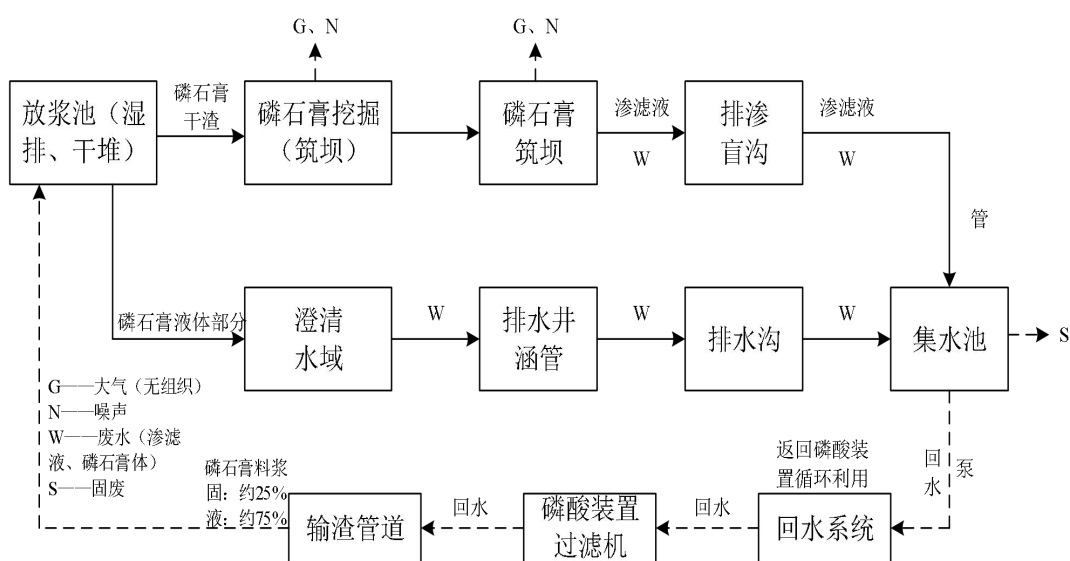 G、N
G、N
放浆池（湿
排、干堆）
磷石膏
干渣
磷石膏挖掘
（筑坝）
磷石膏
筑坝
渗滤液
W
排渗
盲沟
渗滤液
W
管
磷石膏液体部分
澄清
水域
W
排水井
涵管
W
排水沟
W
集水池
S
G——大气（无组织）
N——噪声
W——废水（渗滤
液、磷石膏体）
S——固废
磷石膏料浆
固：约25%
液：约75%
输渣管道
回水
磷酸装置
过滤机
回水
返回磷酸装
置循环利用
回水系统
回水
泵